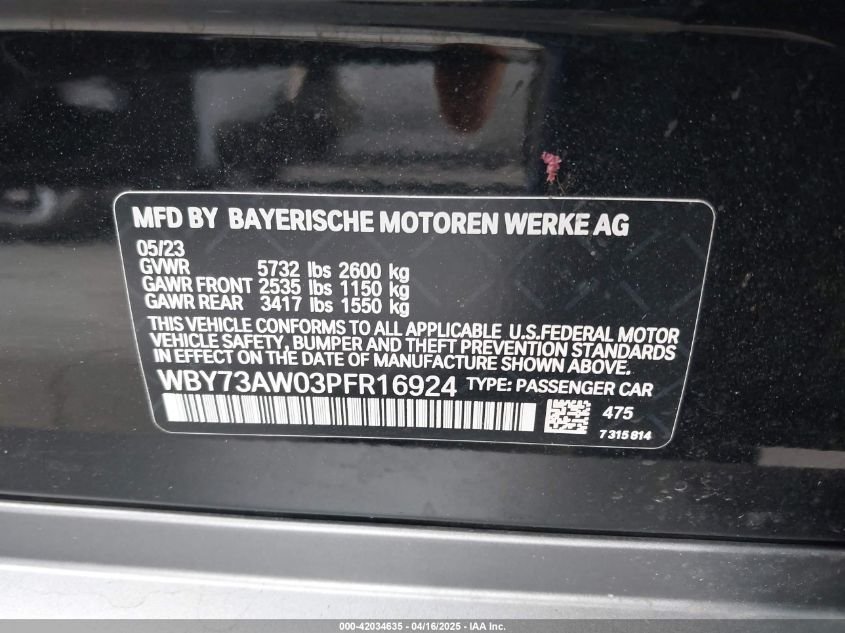 MFD BY BAYERISCHE MOTOREN WERKE AG
05/23
GVWR 5732 lbs 2600 kg
GAWR FRONT 2535 lbs 1150 kg
GAWR REAR 3417 lbs 1550 kg
THIS VEHICLE CONFORMS TO ALL APPLICABLE U.S.FEDERAL MOTOR
VEHICLE SAFETY, BUMPER AND THEFT PREVENTION STANDARDS
IN EFFECT ON THE DATE OF MANUFACTURE SHOWN ABOVE.
WBY73AW03PFR16924 TYPE: PASSENGER CAR
475
7 315 814
000-42034635 - 04/16/2025 - IAA Inc.